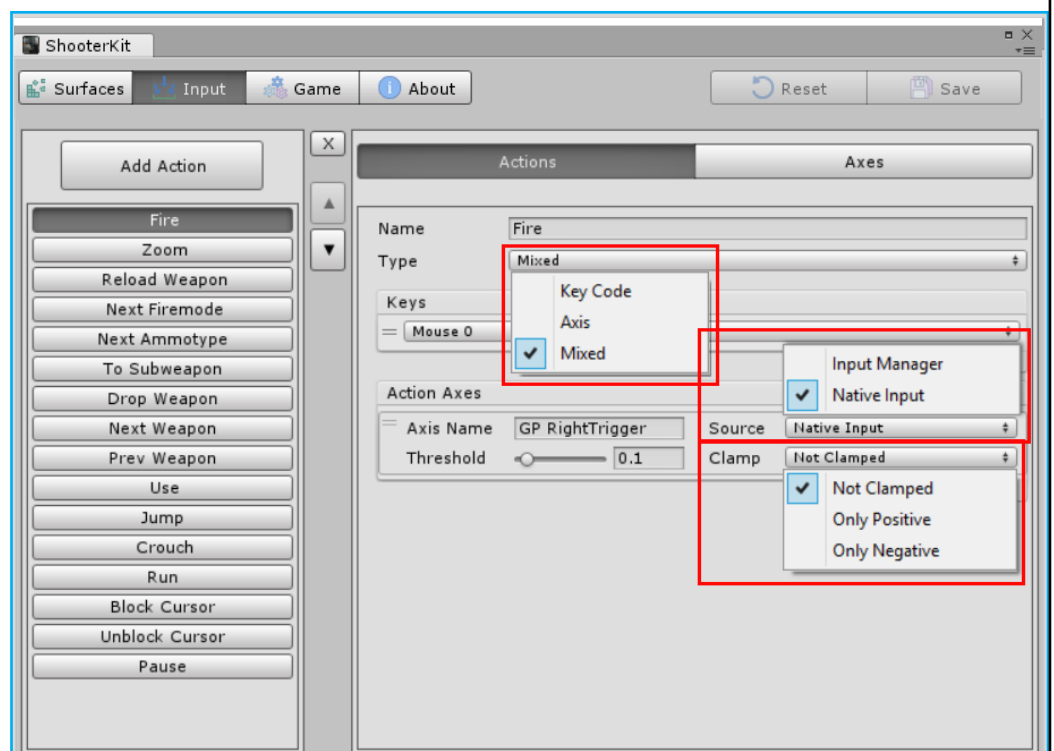 ShooterKit
Surfaces Input Game About Reset Save
X
Add Action
Actions Axes
Fire
Zoom
Reload Weapon
Next Firemode
Next Ammotype
To Subweapon
Drop Weapon
Next Weapon
Prev Weapon
Use
Jump
Crouch
Run
Block Cursor
Unblock Cursor
Pause
Name Fire
Type Mixed
Key Code
Axis
Mixed
Keys
Mouse 0
Input Manager
Native Input
Action Axes
Axis Name GP RightTrigger Source Native Input
Threshold 0.1 Clamp Not Clamped
Not Clamped
Only Positive
Only Negative